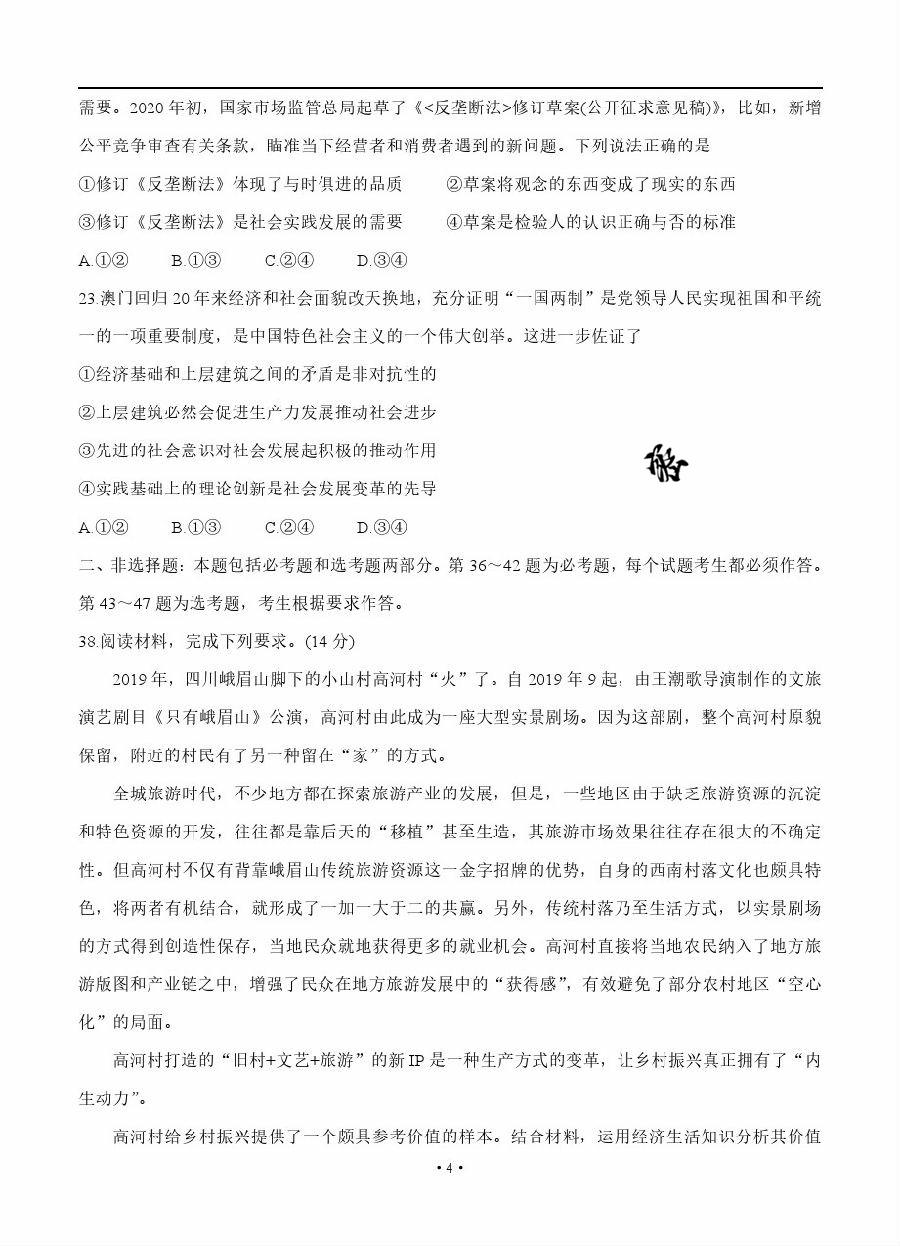 需要。2020年初，国家市场监管总局起草了《<反垄断法>修订草案(公开征求意见稿)》，比如，新增
公平竞争审查有关条款，瞄准当下经营者和消费者遇到的新问题。下列说法正确的是
①修订《反垄断法》体现了与时俱进的品质 ②草案将观念的东西变成了现实的东西
③修订《反垄断法》是社会实践发展的需要 ④草案是检验人的认识正确与否的标准
A.①② B.①③ C.②④ D.③④
23.澳门回归20年来经济和社会面貌改天换地，充分证明“一国两制”是党领导人民实现祖国和平统
一的一项重要制度，是中国特色社会主义的一个伟大创举。这进一步佐证了
①经济基础和上层建筑之间的矛盾是非对抗性的
②上层建筑必然会促进生产力发展推动社会进步
③先进的社会意识对社会发展起积极的推动作用
④实践基础上的理论创新是社会发展变革的先导
A.①② B.①③ C.②④ D.③④
二、非选择题：本题包括必考题和选考题两部分。第36～42题为必考题，每个试题考生都必须作答。
第43～47题为选考题，考生根据要求作答。
38.阅读材料，完成下列要求。(14分)
2019年，四川峨眉山脚下的小山村高河村“火”了。自2019年9起，由王潮歌导演制作的文旅
演艺剧目《只有峨眉山》公演，高河村由此成为一座大型实景剧场。因为这部剧，整个高河村原貌
保留，附近的村民有了另一种留在“家”的方式。
全城旅游时代，不少地方都在探索旅游产业的发展，但是，一些地区由于缺乏旅游资源的沉淀
和特色资源的开发，往往都是靠后天的“移植”甚至生造，其旅游市场效果往往存在很大的不确定
性。但高河村不仅有背靠峨眉山传统旅游资源这一金字招牌的优势，自身的西南村落文化也颇具特
色，将两者有机结合，就形成了一加一大于二的共赢。另外，传统村落乃至生活方式，以实景剧场
的方式得到创造性保存，当地民众就地获得更多的就业机会。高河村直接将当地农民纳入了地方旅
游版图和产业链之中，增强了民众在地方旅游发展中的“获得感”，有效避免了部分农村地区“空心
化”的局面。
高河村打造的“旧村+文艺+旅游”的新IP是一种生产方式的变革，让乡村振兴真正拥有了“内
生动力”。
高河村给乡村振兴提供了一个颇具参考价值的样本。结合材料，运用经济生活知识分析其价值
·4·